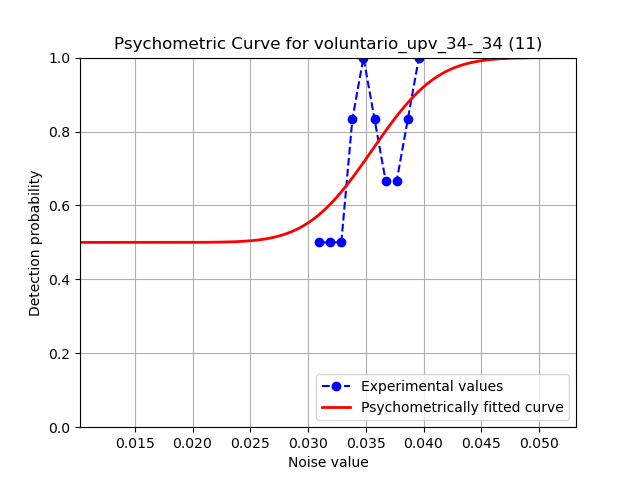 Psychometric Curve for voluntario_upv_34-_34 (11)
1.0
0.8
0.6
0.4
0.2
0.0
Detection probability
0.015 0.020 0.025 0.030 0.035 0.040 0.045 0.050
Noise value
Experimental values
Psychometrically fitted curve